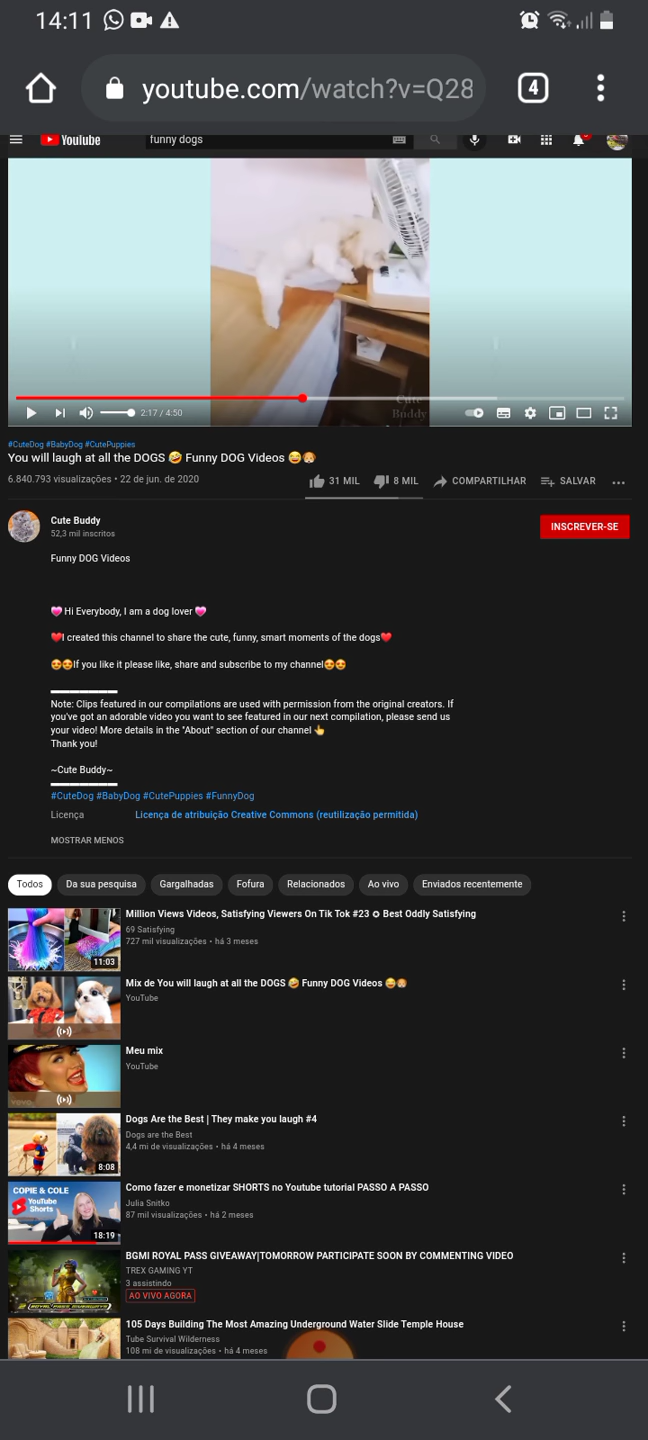 14:11
youtube.com/watch?v=Q28
4
YouTube
funny dogs
Cute
Buddy
2:17 / 4:50
#CuteDog #BabyDog #CutePuppies
You will laugh at all the DOGS 🤣 Funny DOG Videos 😅🐶
6.840.793 visualizações • 22 de jun. de 2020
31 MIL
8 MIL
COMPARTILHAR
SALVAR
Cute Buddy
52,3 mil inscritos
INSCREVER-SE
Funny DOG Videos
💗 Hi Everybody, I am a dog lover 💗
❤️I created this channel to share the cute, funny, smart moments of the dogs❤️
😍😍If you like it please like, share and subscribe to my channel😍😍
Note: Clips featured in our compilations are used with permission from the original creators. If
you've got an adorable video you want to see featured in our next compilation, please send us
your video! More details in the "About" section of our channel 👆
Thank you!
~Cute Buddy~
#CuteDog #BabyDog #CutePuppies #FunnyDog
Licença
Licença de atribuição Creative Commons (reutilização permitida)
MOSTRAR MENOS
Todos
Da sua pesquisa
Gargalhadas
Fofura
Relacionados
Ao vivo
Enviados recentemente
Million Views Videos, Satisfying Viewers On Tik Tok #23 ✪ Best Oddly Satisfying
69 Satisfying
727 mil visualizações • há 3 meses
11:03
Mix de You will laugh at all the DOGS 🤣 Funny DOG Videos 😅🐶
YouTube
Meu mix
YouTube
Dogs Are the Best | They make you laugh #4
Dogs are the Best
4,4 mi de visualizações • há 4 meses
8:08
COPIE & COLE
YouTube
Shorts
18:19
Como fazer e monetizar SHORTS no Youtube tutorial PASSO A PASSO
Julia Snitko
87 mil visualizações • há 2 meses
BGMI ROYAL PASS GIVEAWAY|TOMORROW PARTICIPATE SOON BY COMMENTING VIDEO
TREX GAMING YT
3 assistindo
AO VIVO AGORA
ROYAL PASS GIVEAWAYS
105 Days Building The Most Amazing Underground Water Slide Temple House
Tube Survival Wilderness
108 mi de visualizações • há 4 meses